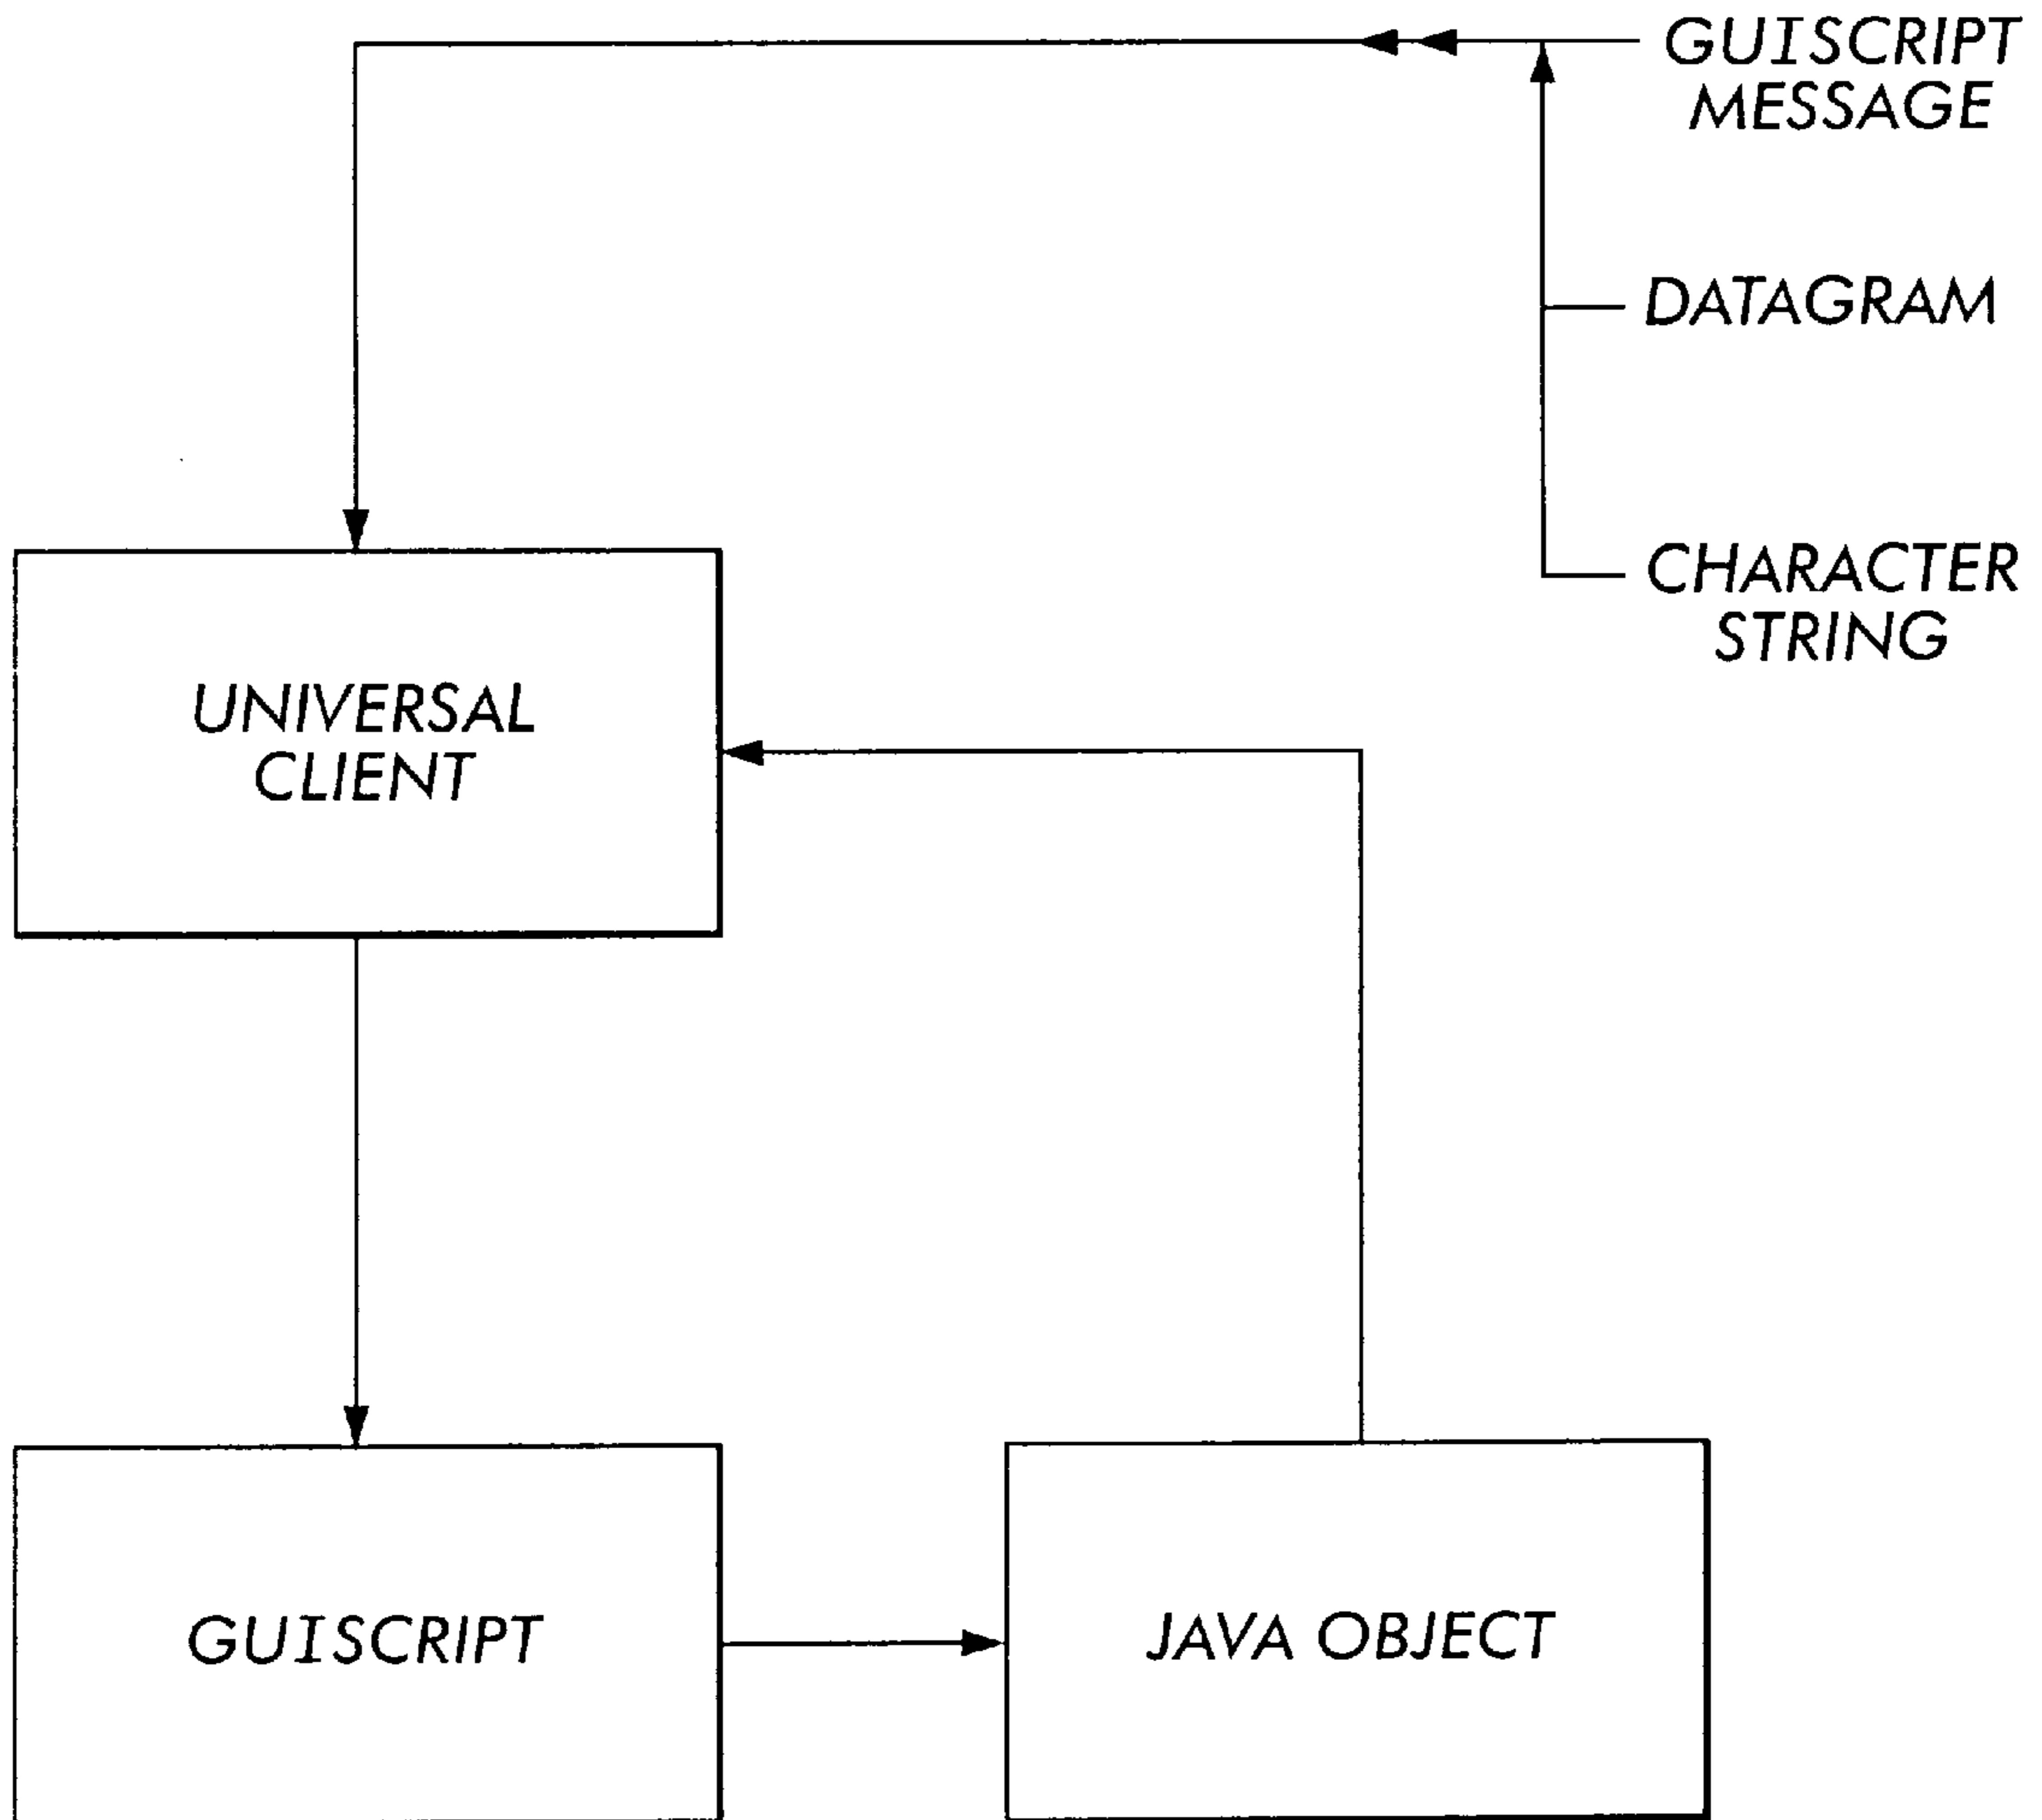 GUISCRIPT
MESSAGE
DATAGRAM
CHARACTER
STRING
UNIVERSAL
CLIENT
GUISCRIPT
JAVA OBJECT